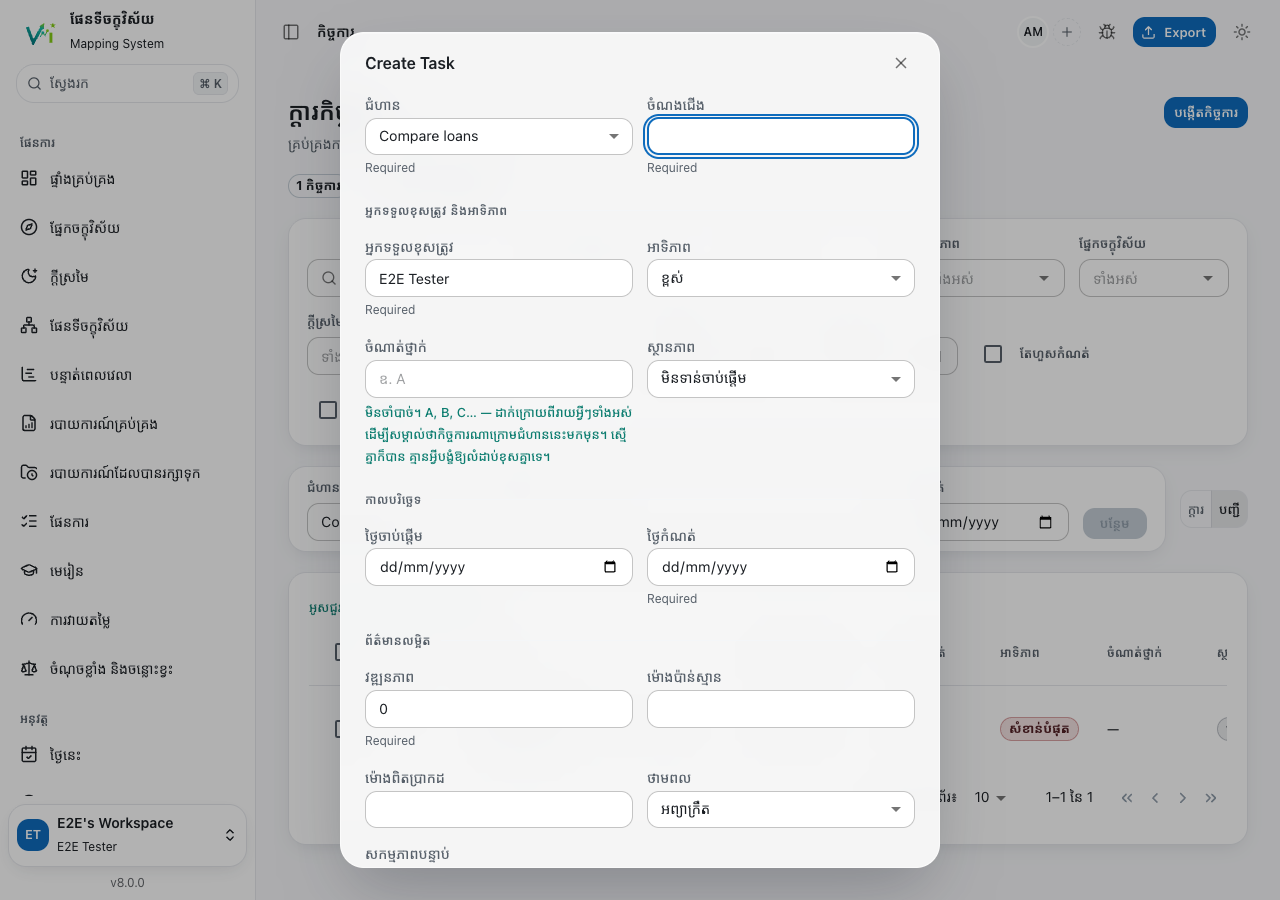 ផែនទីចក្ខុវិស័យ
Mapping System
ស្វែងរក
⌘ K
ផែនការ
ផ្ទាំងគ្រប់គ្រង
ផ្នែកចក្ខុវិស័យ
ក្តីស្រមៃ
ផែនទីចក្ខុវិស័យ
បន្ទាត់ពេលវេលា
របាយការណ៍គ្រប់គ្រង
របាយការណ៍ដែលបានរក្សាទុក
ផែនការ
មេរៀន
ការវាយតម្លៃ
ចំណុចខ្លាំង និងចន្លោះខ្វះ
អនុវត្ត
ថ្ងៃនេះ
ET
E2E's Workspace
E2E Tester
v8.0.0
កិច្ចការ
AM
Export
បង្កើតកិច្ចការ
1 កិច្ចការ
ផ្នែកចក្ខុវិស័យ
ទាំងអស់
តែហួសកំណត់
mm/yyyy
បន្ថែម
ក្តារ
បញ្ជី
អាទិភាព
ចំណាត់ថ្នាក់
សំខាន់បំផុត
—
10
1–1 នៃ 1
Create Task
ជំហាន
ចំណងជើង
Compare loans
Required
Required
អ្នកទទួលខុសត្រូវ និងអាទិភាព
អ្នកទទួលខុសត្រូវ
អាទិភាព
E2E Tester
ខ្ពស់
Required
ចំណាត់ថ្នាក់
ស្ថានភាព
ឧ. A
មិនទាន់ចាប់ផ្តើម
មិនចាំបាច់។ A, B, C… — ដាក់ក្រោយពីរាយអ្វីៗទាំងអស់
ដើម្បីសម្គាល់ថាកិច្ចការណាក្រោមជំហាននេះមកមុន។ ស្មើ
គ្នាក៏បាន គ្មានអ្វីបង្ខំឱ្យលំដាប់ខុសគ្នាទេ។
កាលបរិច្ឆេទ
ថ្ងៃចាប់ផ្តើម
ថ្ងៃកំណត់
dd/mm/yyyy
dd/mm/yyyy
Required
ព័ត៌មានលម្អិត
វឌ្ឍនភាព
ម៉ោងប៉ាន់ស្មាន
0
Required
ម៉ោងពិតប្រាកដ
ថាមពល
អព្យាក្រឹត
សកម្មភាពបន្ទាប់